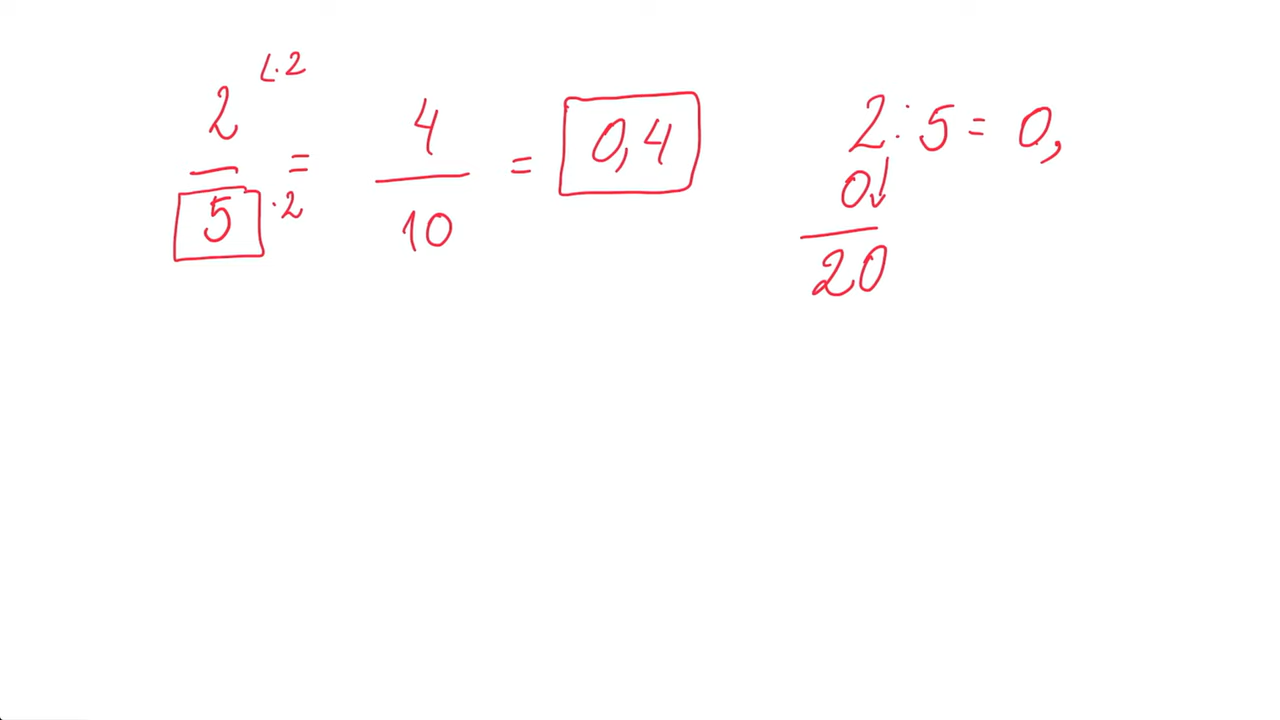 2/5 ·2 ·2 = 4/10 = 0,4
2:5= 0,
0↓
20